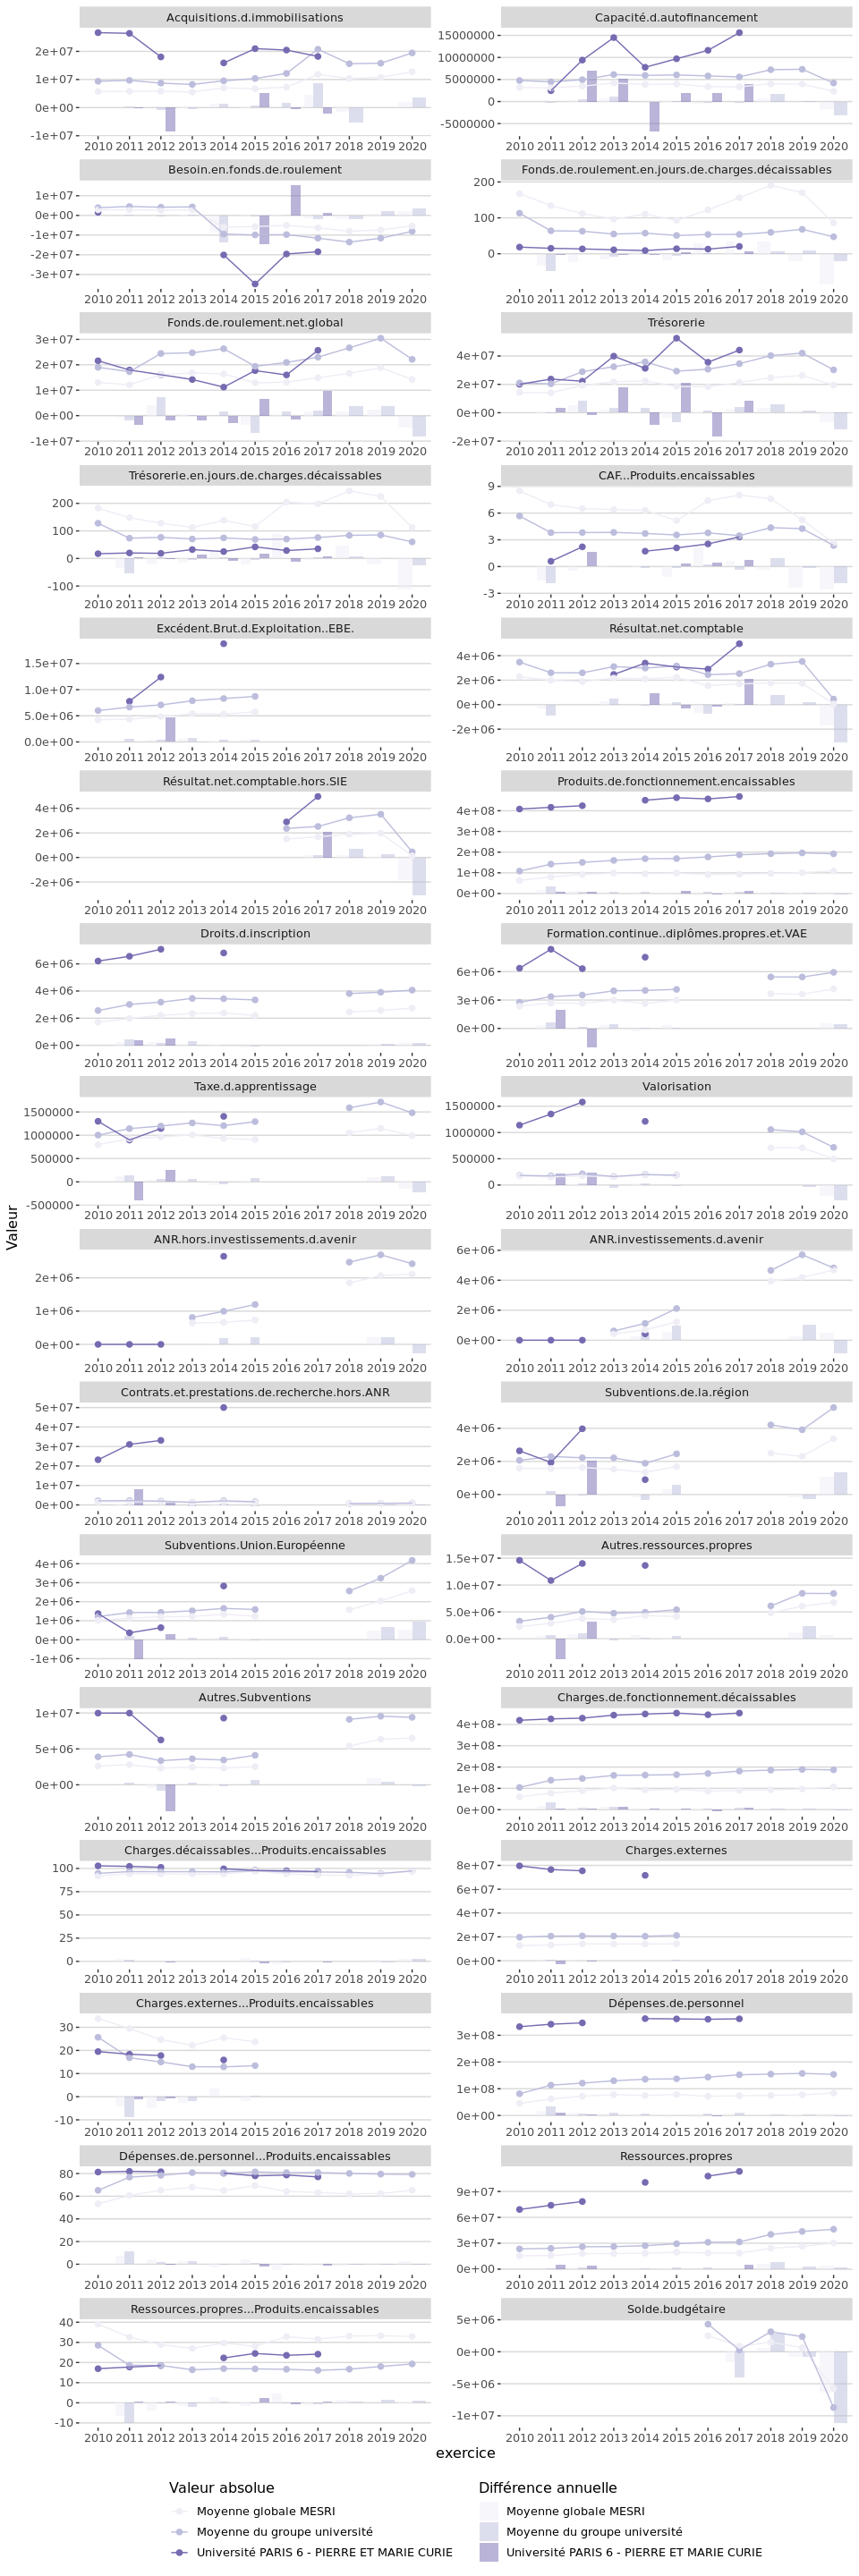 Valeur
Acquisitions.d.immobilisations
2e+07
1e+07
0e+00
-1e+07
2010 2011 2012 2013 2014 2015 2016 2017 2018 2019 2020
Capacité.d.autofinancement
15000000
10000000
5000000
0
-5000000
2010 2011 2012 2013 2014 2015 2016 2017 2018 2019 2020
Besoin.en.fonds.de.roulement
1e+07
0e+00
-1e+07
-2e+07
-3e+07
2010 2011 2012 2013 2014 2015 2016 2017 2018 2019 2020
Fonds.de.roulement.en.jours.de.charges.décaissables
200
100
0
2010 2011 2012 2013 2014 2015 2016 2017 2018 2019 2020
Fonds.de.roulement.net.global
3e+07
2e+07
1e+07
0e+00
-1e+07
2010 2011 2012 2013 2014 2015 2016 2017 2018 2019 2020
Trésorerie
4e+07
2e+07
0e+00
-2e+07
2010 2011 2012 2013 2014 2015 2016 2017 2018 2019 2020
Trésorerie.en.jours.de.charges.décaissables
200
100
0
-100
2010 2011 2012 2013 2014 2015 2016 2017 2018 2019 2020
CAF...Produits.encaissables
9
6
3
0
-3
2010 2011 2012 2013 2014 2015 2016 2017 2018 2019 2020
Excédent.Brut.d.Exploitation..EBE.
1.5e+07
1.0e+07
5.0e+06
0.0e+00
2010 2011 2012 2013 2014 2015 2016 2017 2018 2019 2020
Résultat.net.comptable
4e+06
2e+06
0e+00
-2e+06
2010 2011 2012 2013 2014 2015 2016 2017 2018 2019 2020
Résultat.net.comptable.hors.SIE
4e+06
2e+06
0e+00
-2e+06
2010 2011 2012 2013 2014 2015 2016 2017 2018 2019 2020
Produits.de.fonctionnement.encaissables
4e+08
3e+08
2e+08
1e+08
0e+00
2010 2011 2012 2013 2014 2015 2016 2017 2018 2019 2020
Droits.d.inscription
6e+06
4e+06
2e+06
0e+00
2010 2011 2012 2013 2014 2015 2016 2017 2018 2019 2020
Formation.continue..diplômes.propres.et.VAE
6e+06
3e+06
0e+00
2010 2011 2012 2013 2014 2015 2016 2017 2018 2019 2020
Taxe.d.apprentissage
1500000
1000000
500000
0
-500000
2010 2011 2012 2013 2014 2015 2016 2017 2018 2019 2020
Valorisation
1500000
1000000
500000
0
2010 2011 2012 2013 2014 2015 2016 2017 2018 2019 2020
ANR.hors.investissements.d.avenir
2e+06
1e+06
0e+00
2010 2011 2012 2013 2014 2015 2016 2017 2018 2019 2020
ANR.investissements.d.avenir
6e+06
4e+06
2e+06
0e+00
2010 2011 2012 2013 2014 2015 2016 2017 2018 2019 2020
Contrats.et.prestations.de.recherche.hors.ANR
5e+07
4e+07
3e+07
2e+07
1e+07
0e+00
2010 2011 2012 2013 2014 2015 2016 2017 2018 2019 2020
Subventions.de.la.région
4e+06
2e+06
0e+00
2010 2011 2012 2013 2014 2015 2016 2017 2018 2019 2020
Subventions.Union.Européenne
4e+06
3e+06
2e+06
1e+06
0e+00
-1e+06
2010 2011 2012 2013 2014 2015 2016 2017 2018 2019 2020
Autres.ressources.propres
1.5e+07
1.0e+07
5.0e+06
0.0e+00
2010 2011 2012 2013 2014 2015 2016 2017 2018 2019 2020
Autres.Subventions
1e+07
5e+06
0e+00
2010 2011 2012 2013 2014 2015 2016 2017 2018 2019 2020
Charges.de.fonctionnement.décaissables
4e+08
3e+08
2e+08
1e+08
0e+00
2010 2011 2012 2013 2014 2015 2016 2017 2018 2019 2020
Charges.décaissables...Produits.encaissables
100
75
50
25
0
2010 2011 2012 2013 2014 2015 2016 2017 2018 2019 2020
Charges.externes
8e+07
6e+07
4e+07
2e+07
0e+00
2010 2011 2012 2013 2014 2015 2016 2017 2018 2019 2020
Charges.externes...Produits.encaissables
30
20
10
0
-10
2010 2011 2012 2013 2014 2015 2016 2017 2018 2019 2020
Dépenses.de.personnel
3e+08
2e+08
1e+08
0e+00
2010 2011 2012 2013 2014 2015 2016 2017 2018 2019 2020
Dépenses.de.personnel...Produits.encaissables
80
60
40
20
0
2010 2011 2012 2013 2014 2015 2016 2017 2018 2019 2020
Ressources.propres
9e+07
6e+07
3e+07
0e+00
2010 2011 2012 2013 2014 2015 2016 2017 2018 2019 2020
Ressources.propres...Produits.encaissables
40
30
20
10
0
-10
2010 2011 2012 2013 2014 2015 2016 2017 2018 2019 2020
Solde.budgétaire
5e+06
0e+00
-5e+06
-1e+07
2010 2011 2012 2013 2014 2015 2016 2017 2018 2019 2020
exercice
Valeur absolue
Moyenne globale MESRI
Moyenne du groupe université
Université PARIS 6 - PIERRE ET MARIE CURIE
Différence annuelle
Moyenne globale MESRI
Moyenne du groupe université
Université PARIS 6 - PIERRE ET MARIE CURIE